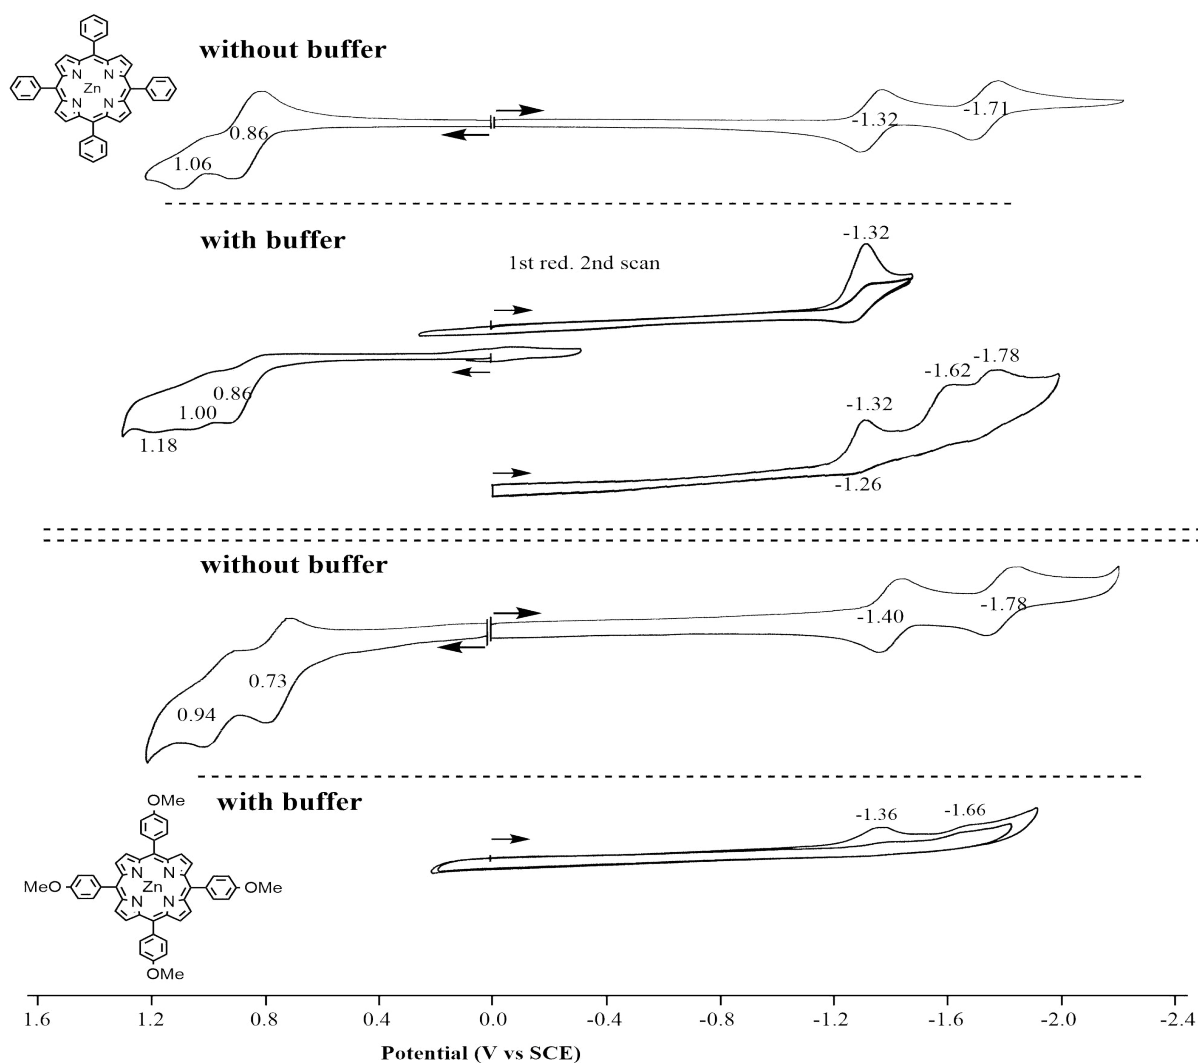 without buffer
N N
Zn
N N
0.86
1.06
-1.32
-1.71
with buffer
1st red. 2nd scan
-1.32
0.86
1.00
1.18
-1.32
-1.62
-1.78
-1.26
without buffer
0.73
0.94
-1.40
-1.78
with buffer
OMe
N N
MeO Zn OMe
N N
OMe
-1.36
-1.66
1.6 1.2 0.8 0.4 0.0 -0.4 -0.8 -1.2 -1.6 -2.0 -2.4
Potential (V vs SCE)